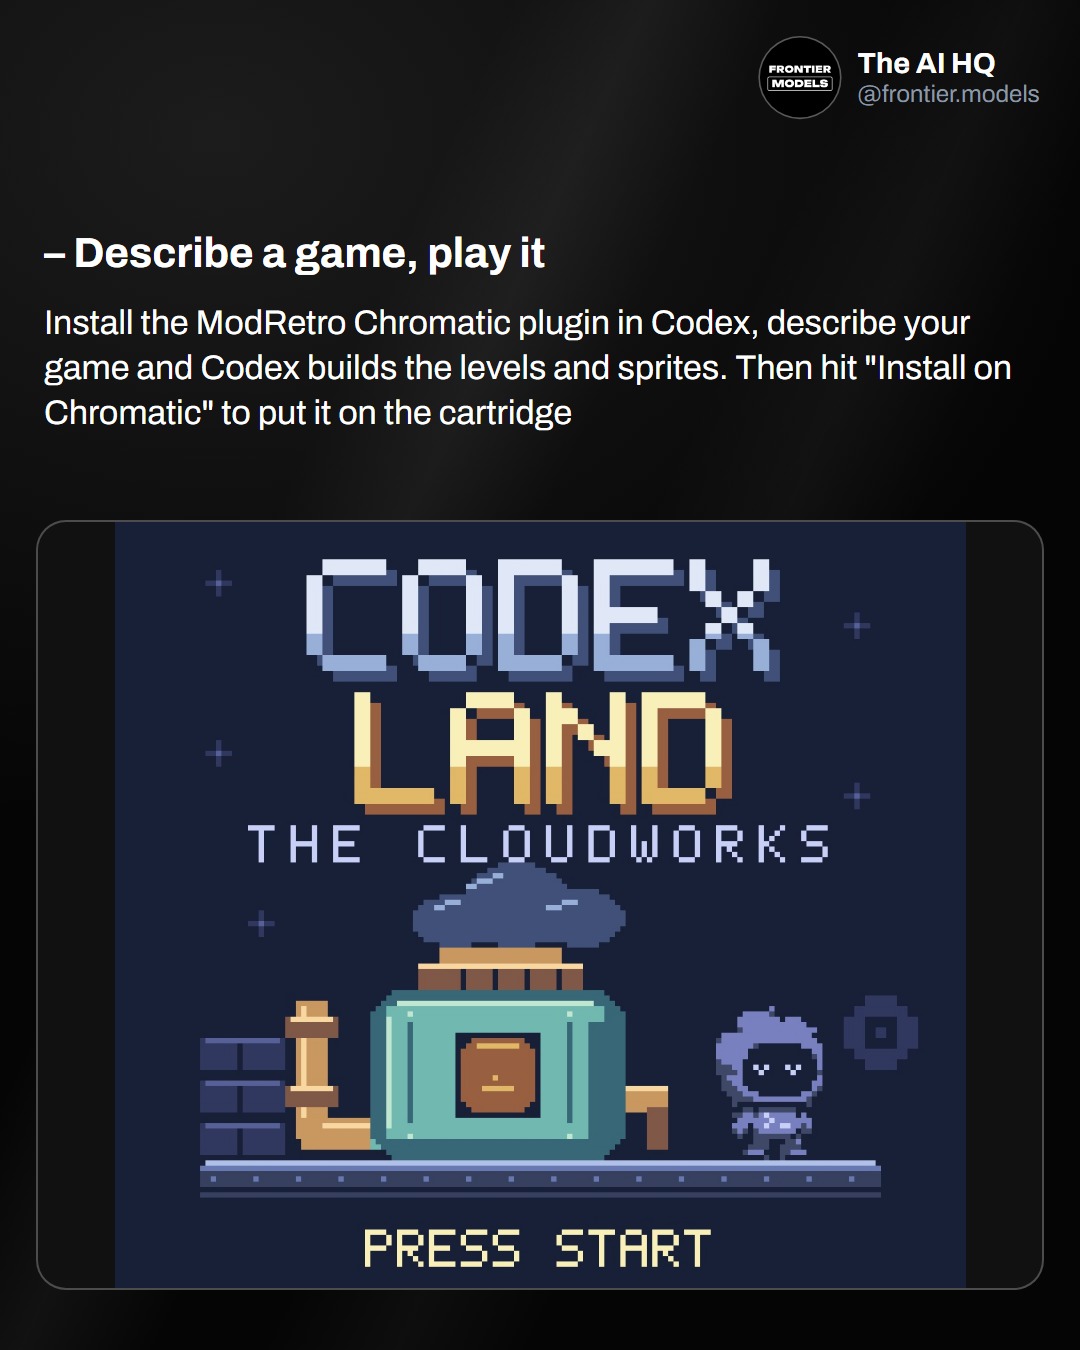 FRONTIER
MODELS
The AI HQ
@frontier.models
– Describe a game, play it
Install the ModRetro Chromatic plugin in Codex, describe your
game and Codex builds the levels and sprites. Then hit "Install on
Chromatic" to put it on the cartridge
CODEX
LAND
THE CLOUDWORKS
PRESS START